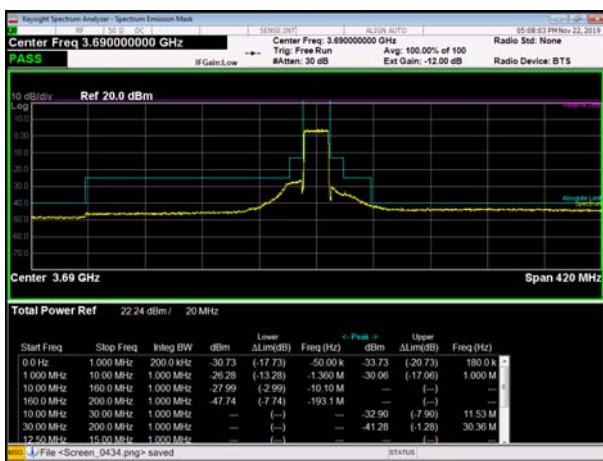 Keysight Spectrum Analyzer - Spectrum Emission Mask
RF 50 Ω DC SENSE:INT ALIGN AUTO 05:08:03 PM Nov 22, 2019
Center Freq 3.690000000 GHz Center Freq: 3.690000000 GHz Radio Std: None
Trig: Free Run Avg: 100.00% of 100
PASS IFGain:Low #Atten: 30 dB Ext Gain: -12.00 dB Radio Device: BTS
10 dB/div Ref 20.0 dBm
Log
10.0
0.00
10.0
20.0
30.0
40.0
Absolute Limit
Spectrum
60.0
70.0
Center 3.69 GHz Span 420 MHz
Total Power Ref 22.24 dBm / 20 MHz
Lower <- Peak -> Upper
Start Freq Stop Freq Integ BW dBm ΔLim(dB) Freq (Hz) dBm ΔLim(dB) Freq (Hz)
0.0 Hz 1.000 MHz 200.0 kHz -30.73 (-17.73) -50.00 k -33.73 (-20.73) 180.0 k
1.000 MHz 10.00 MHz 1.000 MHz -26.28 (-13.28) -1.360 M -30.06 (-17.06) 1.000 M
10.00 MHz 160.0 MHz 1.000 MHz -27.99 (-2.99) -10.10 M --- (---) ---
160.0 MHz 200.0 MHz 1.000 MHz -47.74 (-7.74) -193.1 M --- (---) ---
10.00 MHz 30.00 MHz 1.000 MHz --- (---) --- -32.90 (-7.90) 11.53 M
30.00 MHz 200.0 MHz 1.000 MHz --- (---) --- -41.28 (-1.28) 30.36 M
12.50 MHz 15.00 MHz 1.000 MHz --- (---) --- --- (---) ---
MSG File <Screen_0434.png> saved STATUS